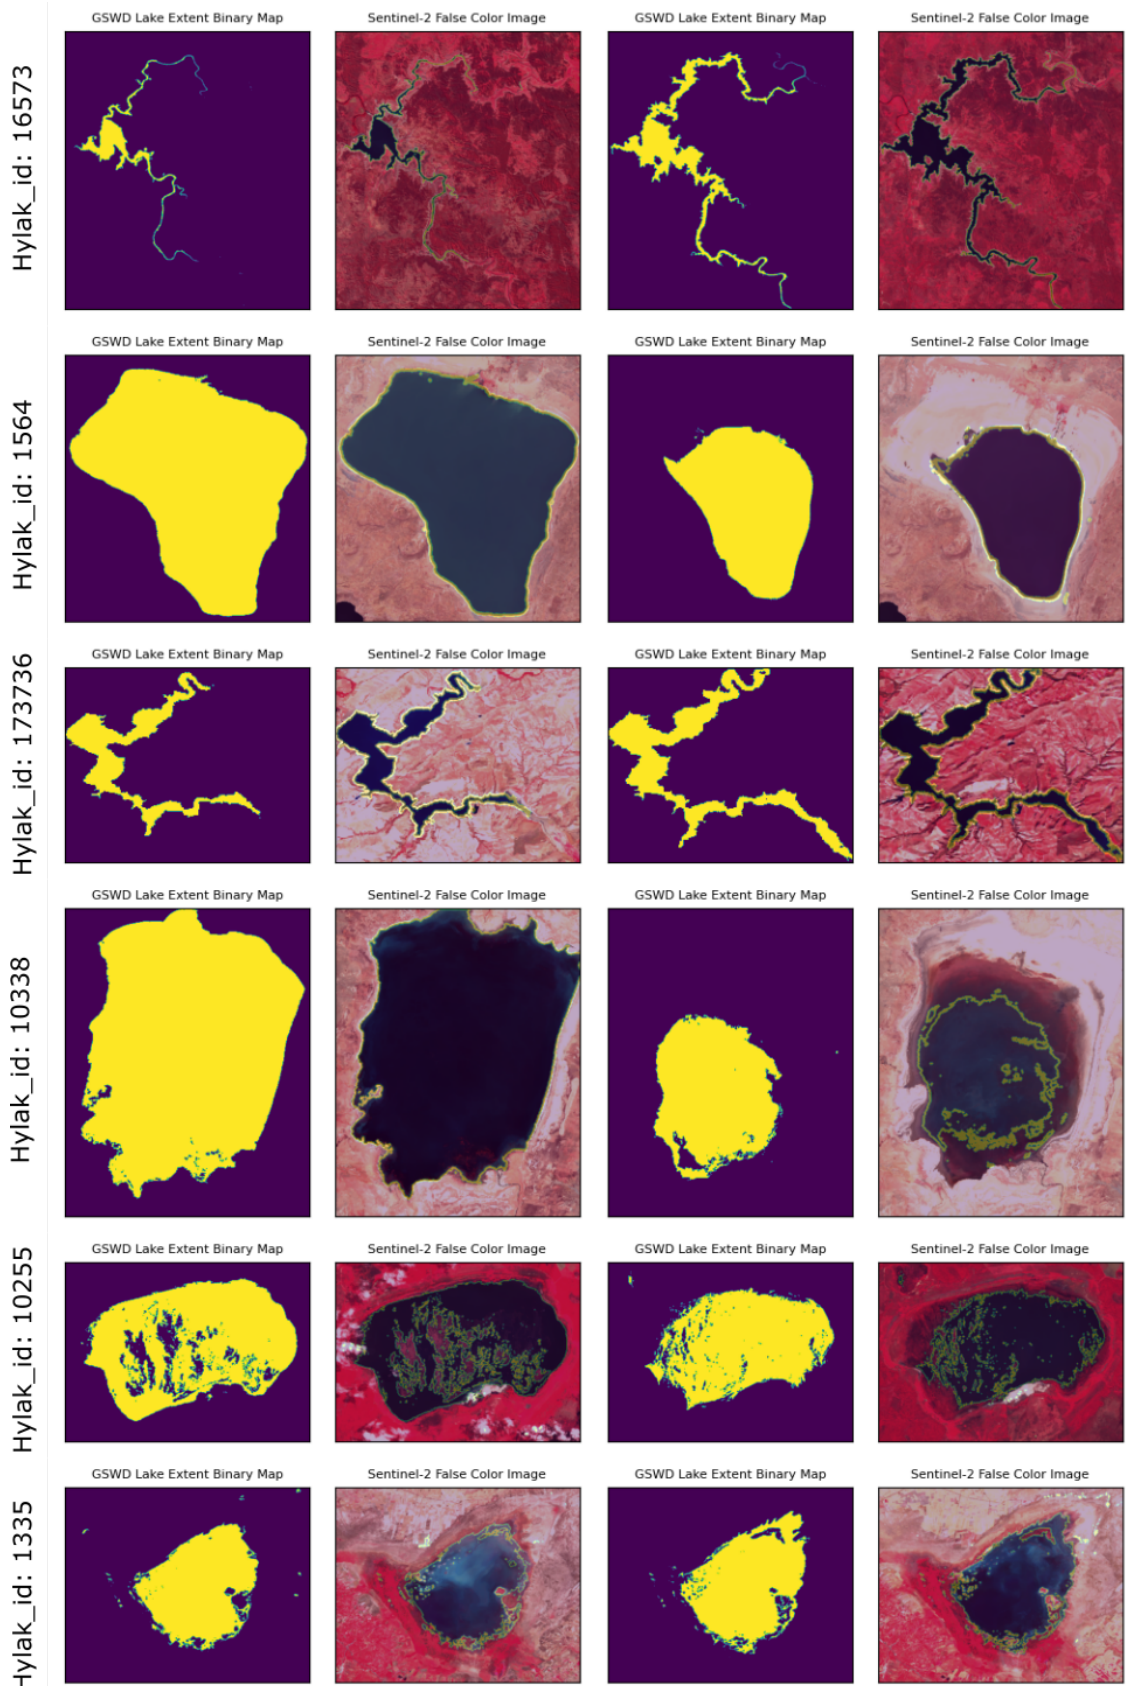 GSWD Lake Extent Binary Map
Sentinel-2 False Color Image
GSWD Lake Extent Binary Map
Sentinel-2 False Color Image
Hylak_id: 16573
GSWD Lake Extent Binary Map
Sentinel-2 False Color Image
GSWD Lake Extent Binary Map
Sentinel-2 False Color Image
Hylak_id: 1564
GSWD Lake Extent Binary Map
Sentinel-2 False Color Image
GSWD Lake Extent Binary Map
Sentinel-2 False Color Image
Hylak_id: 173736
GSWD Lake Extent Binary Map
Sentinel-2 False Color Image
GSWD Lake Extent Binary Map
Sentinel-2 False Color Image
Hylak_id: 10338
GSWD Lake Extent Binary Map
Sentinel-2 False Color Image
GSWD Lake Extent Binary Map
Sentinel-2 False Color Image
Hylak_id: 10255
GSWD Lake Extent Binary Map
Sentinel-2 False Color Image
GSWD Lake Extent Binary Map
Sentinel-2 False Color Image
Hylak_id: 1335